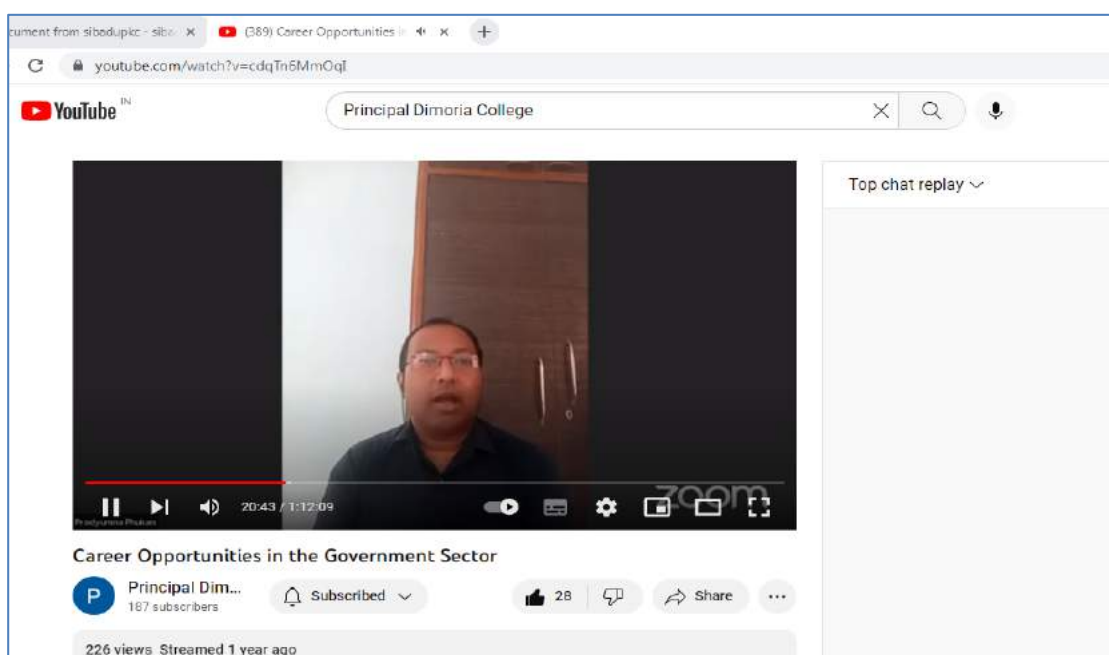 cument from sibadupkc - siba
(389) Career Opportunities i
youtube.com/watch?v=cdqTn6MmOqI
YouTube IN
Principal Dimoria College
Top chat replay
20:43 / 1:12:09
zoom
Career Opportunities in the Government Sector
P
Principal Dim...
187 subscribers
Subscribed
28
Share
226 views Streamed 1 year ago